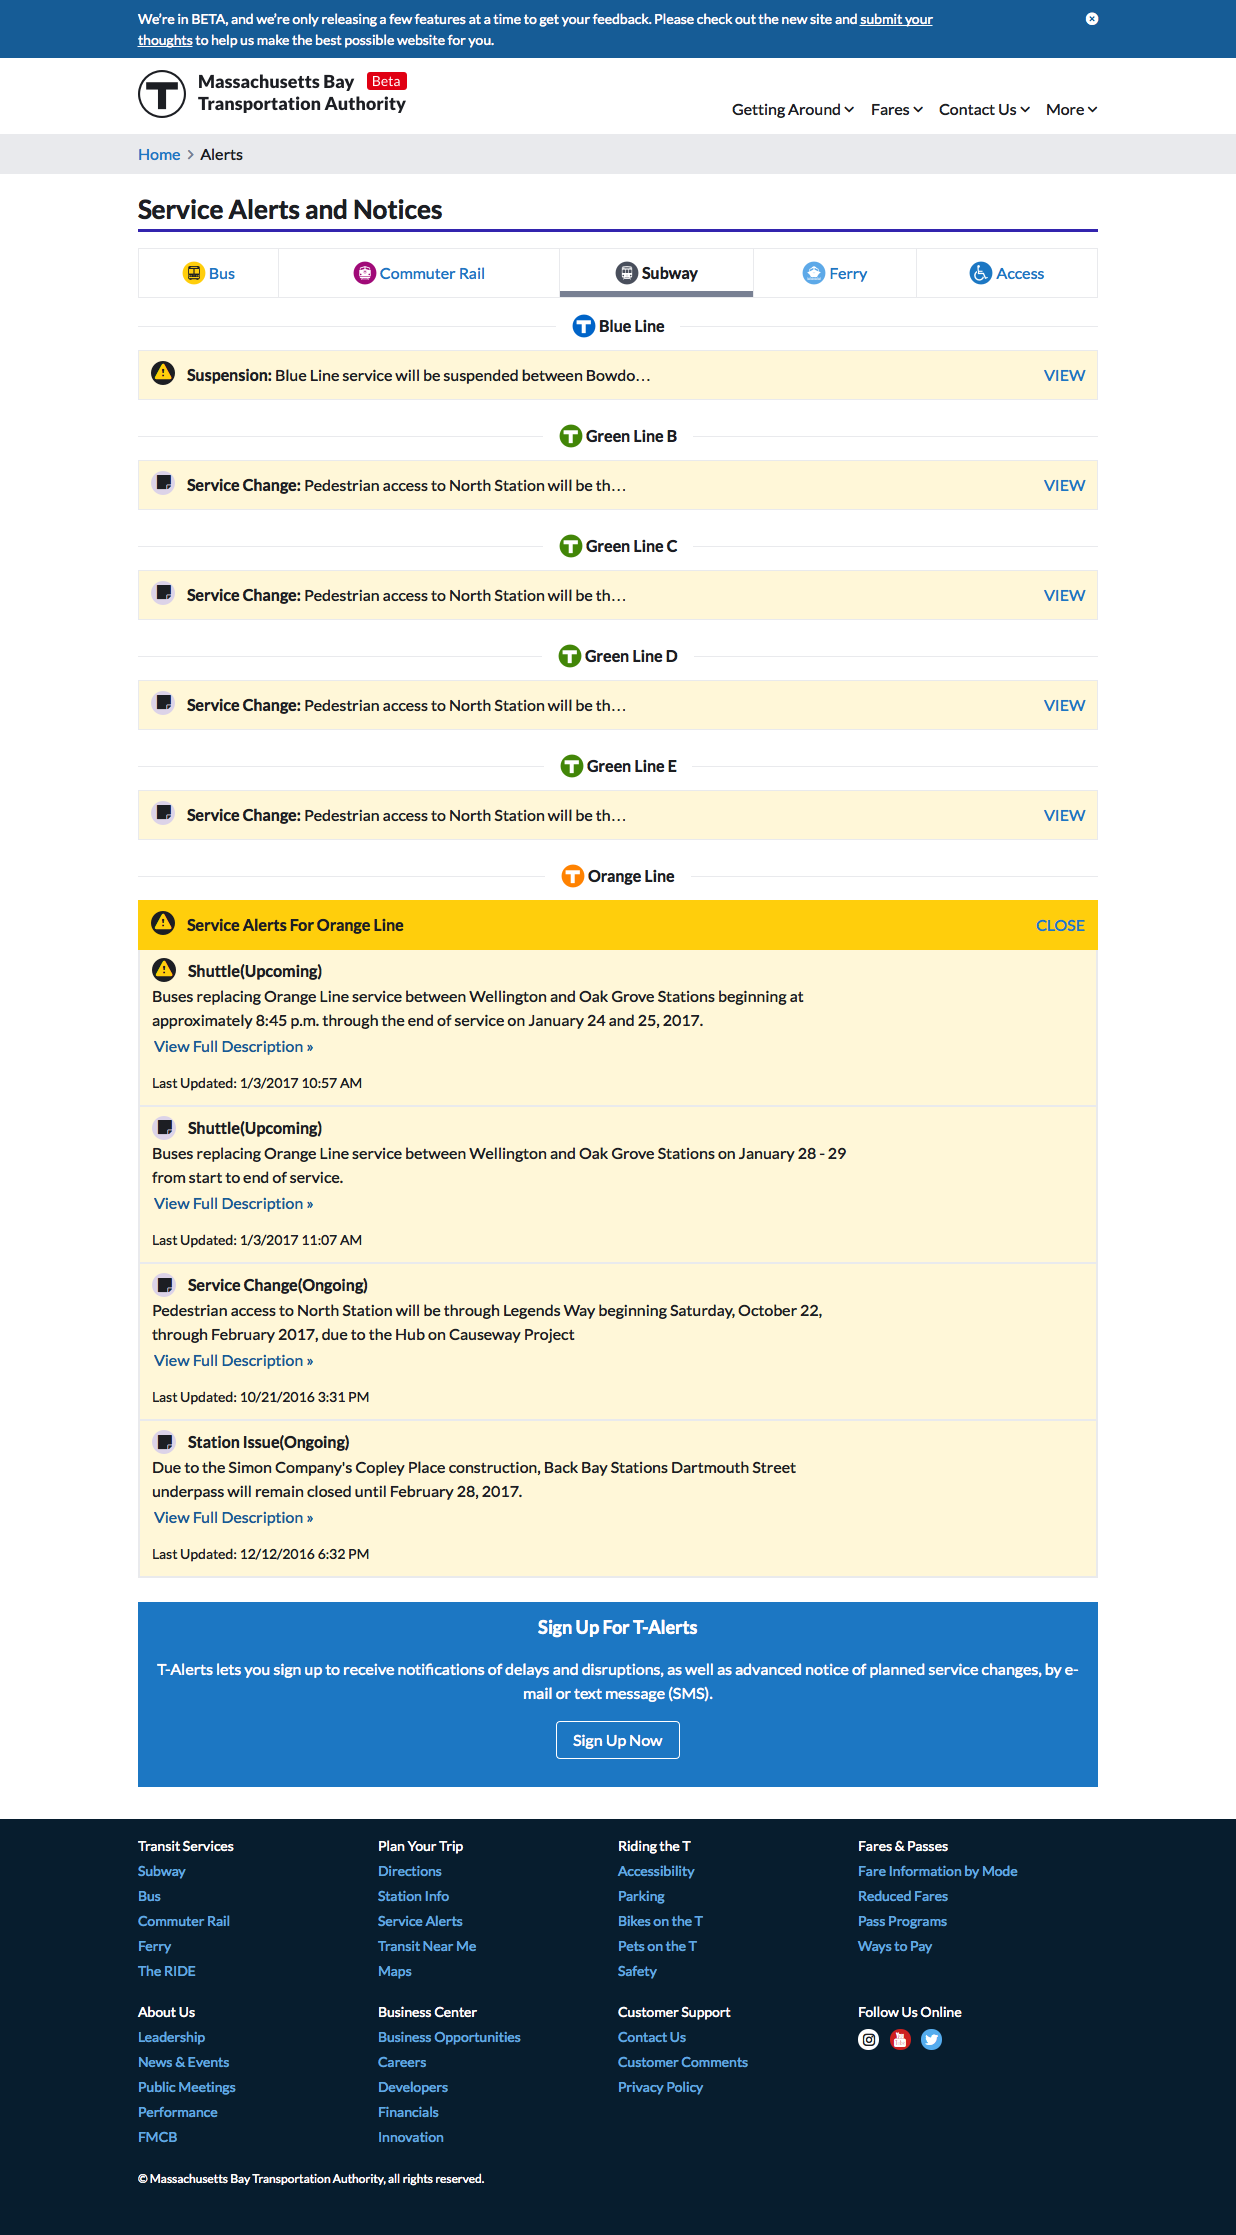 We're in BETA, and we're only releasing a few features at a time to get your feedback. Please check out the new site and submit your
thoughts to help us make the best possible website for you.
Massachusetts Bay Beta
Transportation Authority
Getting Around Fares Contact Us More
Home > Alerts
Service Alerts and Notices
Bus Commuter Rail Subway Ferry Access
T Blue Line
Suspension: Blue Line service will be suspended between Bowdo... VIEW
T Green Line B
Service Change: Pedestrian access to North Station will be th... VIEW
T Green Line C
Service Change: Pedestrian access to North Station will be th... VIEW
T Green Line D
Service Change: Pedestrian access to North Station will be th... VIEW
T Green Line E
Service Change: Pedestrian access to North Station will be th... VIEW
T Orange Line
Service Alerts For Orange Line CLOSE
Shuttle(Upcoming)
Buses replacing Orange Line service between Wellington and Oak Grove Stations beginning at
approximately 8:45 p.m. through the end of service on January 24 and 25, 2017.
View Full Description »
Last Updated: 1/3/2017 10:57 AM
Shuttle(Upcoming)
Buses replacing Orange Line service between Wellington and Oak Grove Stations on January 28 - 29
from start to end of service.
View Full Description »
Last Updated: 1/3/2017 11:07 AM
Service Change(Ongoing)
Pedestrian access to North Station will be through Legends Way beginning Saturday, October 22,
through February 2017, due to the Hub on Causeway Project
View Full Description »
Last Updated: 10/21/2016 3:31 PM
Station Issue(Ongoing)
Due to the Simon Company's Copley Place construction, Back Bay Stations Dartmouth Street
underpass will remain closed until February 28, 2017.
View Full Description »
Last Updated: 12/12/2016 6:32 PM
Sign Up For T-Alerts
T-Alerts lets you sign up to receive notifications of delays and disruptions, as well as advanced notice of planned service changes, by e-
mail or text message (SMS).
Sign Up Now
Transit Services Plan Your Trip Riding the T Fares & Passes
Subway Directions Accessibility Fare Information by Mode
Bus Station Info Parking Reduced Fares
Commuter Rail Service Alerts Bikes on the T Pass Programs
Ferry Transit Near Me Pets on the T Ways to Pay
The RIDE Maps Safety
About Us Business Center Customer Support Follow Us Online
Leadership Business Opportunities Contact Us
News & Events Careers Customer Comments
Public Meetings Developers Privacy Policy
Performance Financials
FMCB Innovation
© Massachusetts Bay Transportation Authority, all rights reserved.